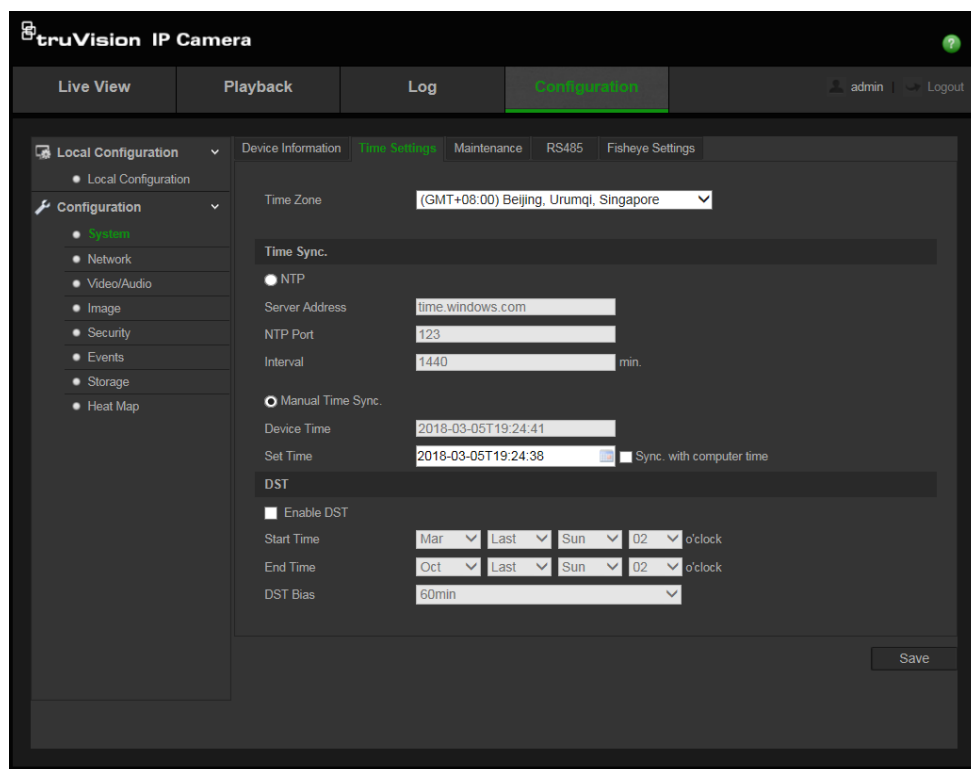 truVision IP Camera
?
Live View Playback Log Configuration admin | Logout
Local Configuration
Local Configuration
Configuration
System
Network
Video/Audio
Image
Security
Events
Storage
Heat Map
Device Information Time Settings Maintenance RS485 Fisheye Settings
Time Zone (GMT+08:00) Beijing, Urumqi, Singapore
Time Sync.
NTP
Server Address time.windows.com
NTP Port 123
Interval 1440 min.
Manual Time Sync.
Device Time 2018-03-05T19:24:41
Set Time 2018-03-05T19:24:38 Sync. with computer time
DST
Enable DST
Start Time Mar Last Sun 02 o'clock
End Time Oct Last Sun 02 o'clock
DST Bias 60min
Save